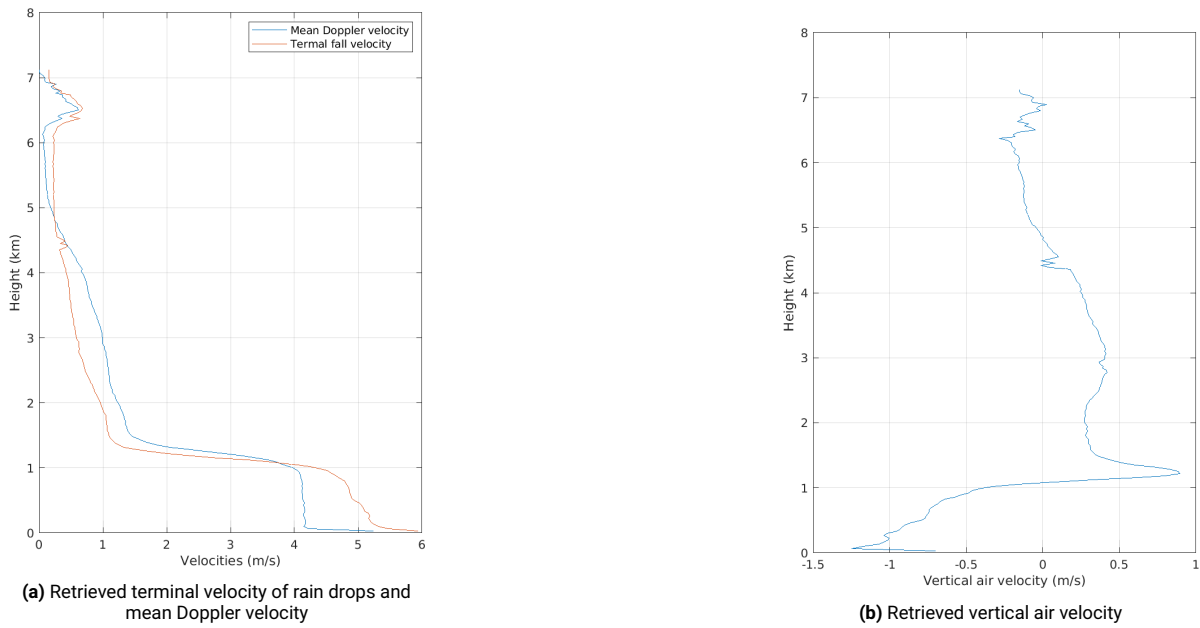 8
7
6
5
4
3
2
1
0
Height (km)
0 1 2 3 4 5 6
Velocities (m/s)
Mean Doppler velocity
Termal fall velocity
(a) Retrieved terminal velocity of rain drops and
mean Doppler velocity
8
7
6
5
4
3
2
1
0
Height (km)
-1.5 -1 -0.5 0 0.5 1
Vertical air velocity (m/s)
(b) Retrieved vertical air velocity